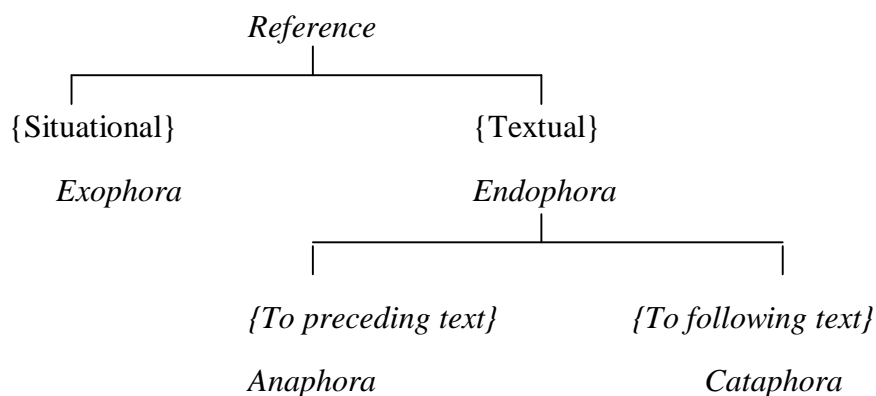 Reference
{Situational} {Textual}
Exophora Endophora
{To preceding text} {To following text}
Anaphora Cataphora